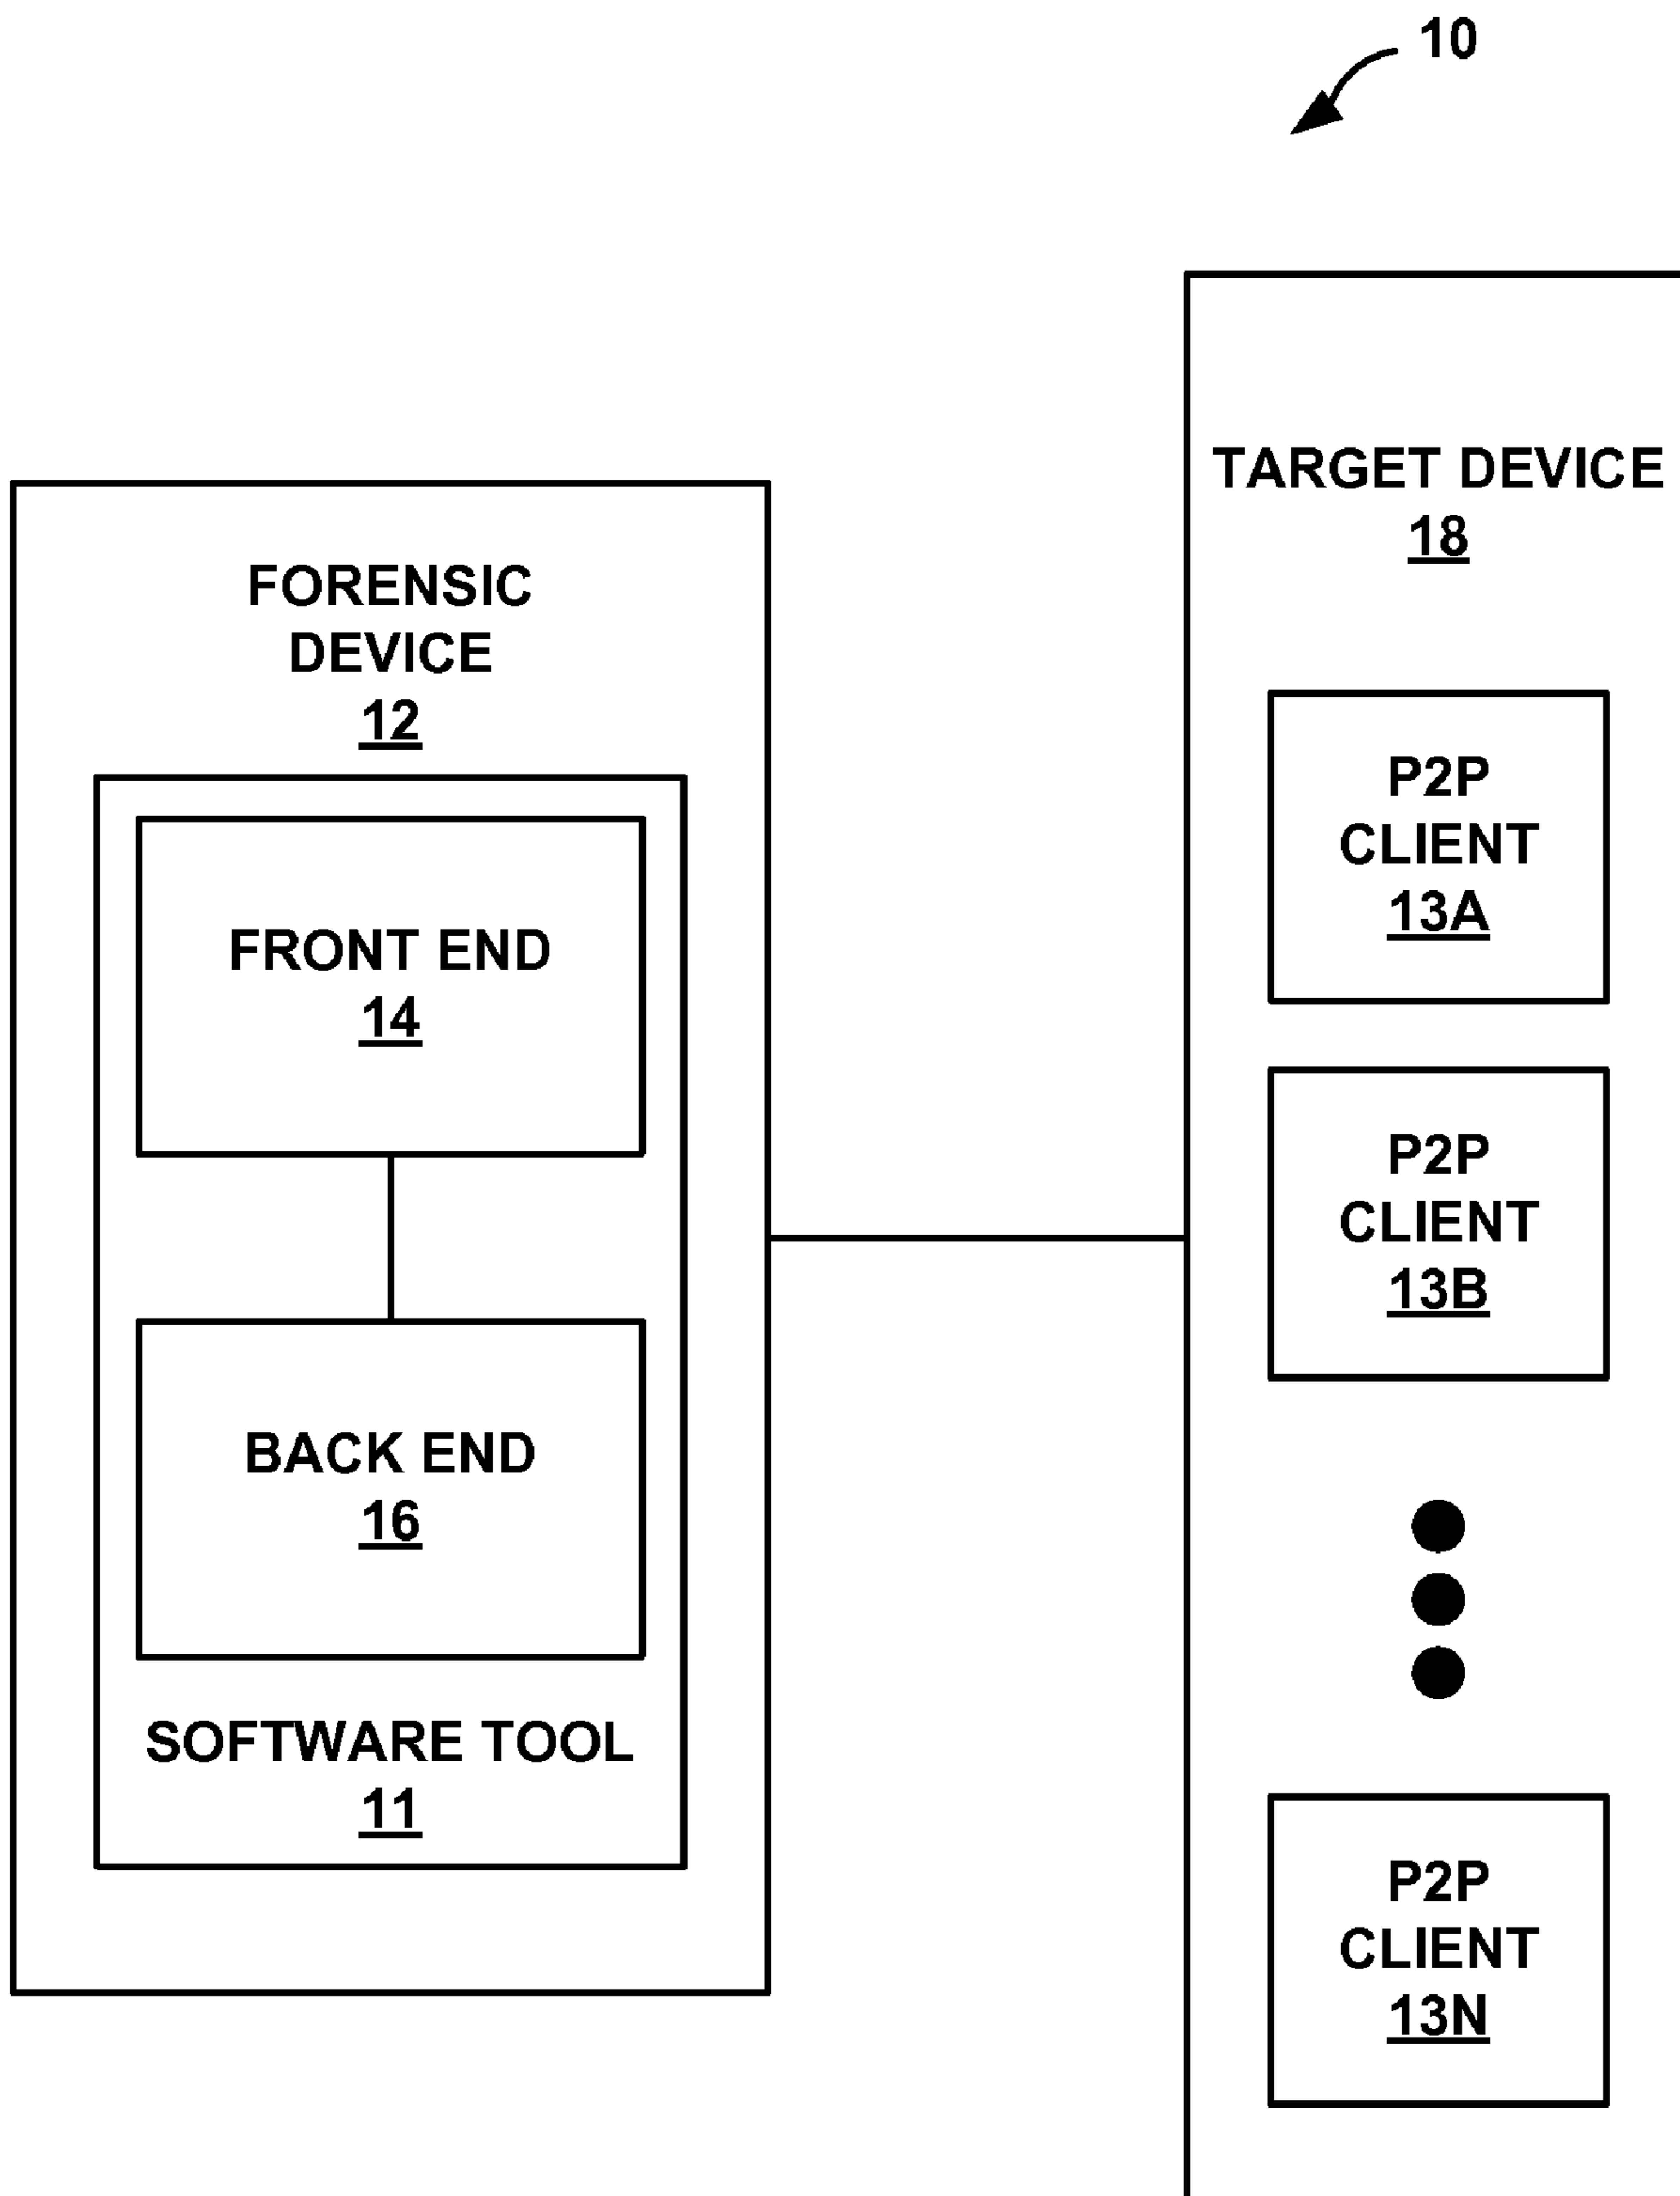 10
FORENSIC
DEVICE
12
FRONT END
14
BACK END
16
SOFTWARE TOOL
11
TARGET DEVICE
18
P2P
CLIENT
13A
P2P
CLIENT
13B
P2P
CLIENT
13N